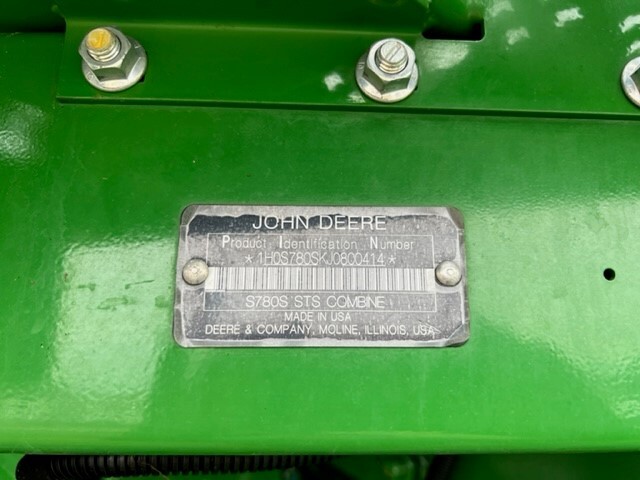 JOHN DEERE
Product Identification Number
*1H0S780SKJ0800414*
S780S STS COMBINE
MADE IN USA
DEERE & COMPANY, MOLINE, ILLINOIS, USA